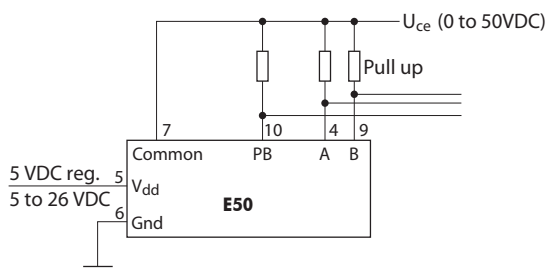 Uce (0 to 50VDC)
Pull up
7 10 4 9
Common PB A B
5 VDC reg. 5 Vdd
5 to 26 VDC
E50
6 Gnd